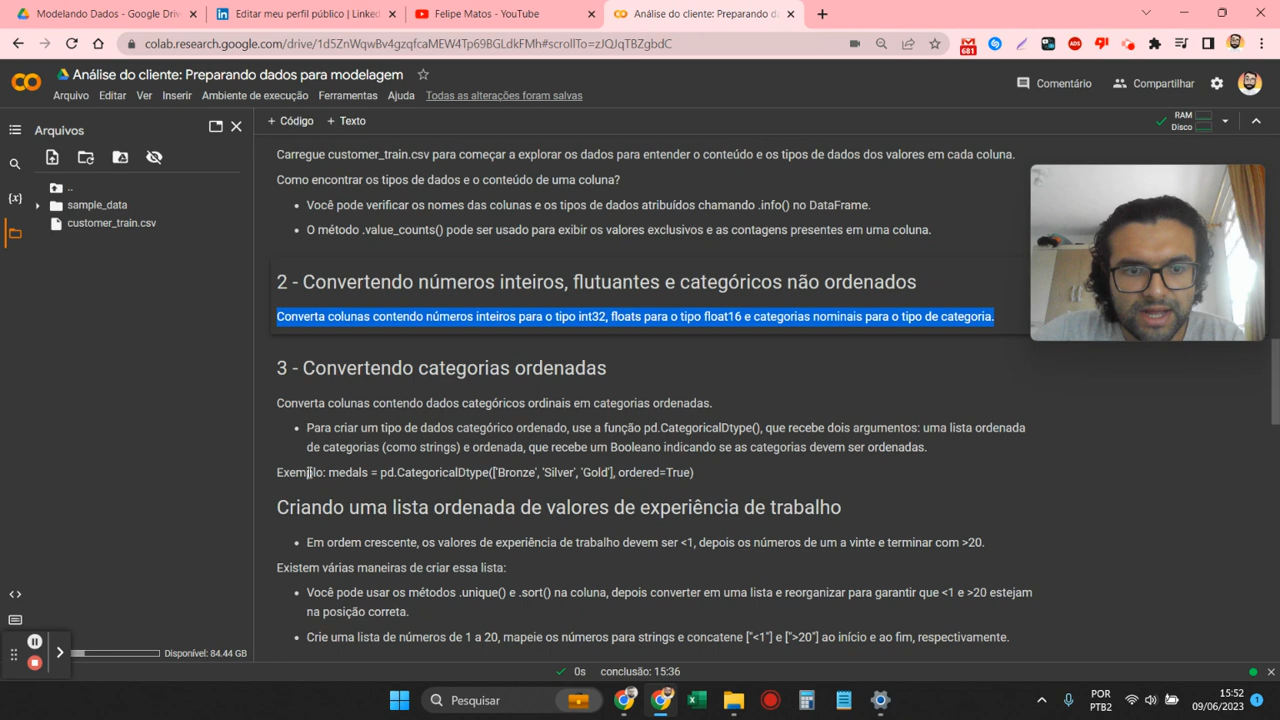 Modelando Dados - Google Driv
Editar meu perfil público | Linked
Felipe Matos - YouTube
Análise do cliente: Preparando da
colab.research.google.com/drive/1d5ZnWqwBv4gzqfcaMEW4Tp6BGLdkFMh#scrollTo=zJQJqTBZgbdC
681
ADS
Análise do cliente: Preparando dados para modelagem
Arquivo Editar Ver Inserir Ambiente de execução Ferramentas Ajuda Todas as alterações foram salvas
Comentário
Compartilhar
Arquivos
+ Código + Texto
RAM
Disco
..
sample_data
customer_train.csv
Carregue customer_train.csv para começar a explorar os dados para entender o conteúdo e os tipos de dados dos valores em cada coluna.
Como encontrar os tipos de dados e o conteúdo de uma coluna?
• Você pode verificar os nomes das colunas e os tipos de dados atribuídos chamando .info() no DataFrame.
• O método .value_counts() pode ser usado para exibir os valores exclusivos e as contagens presentes em uma coluna.
2 - Convertendo números inteiros, flutuantes e categóricos não ordenados
Converta colunas contendo números inteiros para o tipo int32, floats para o tipo float16 e categorias nominais para o tipo de categoria.
3 - Convertendo categorias ordenadas
Converta colunas contendo dados categóricos ordinais em categorias ordenadas.
• Para criar um tipo de dados categórico ordenado, use a função pd.CategoricalDtype(), que recebe dois argumentos: uma lista ordenada
de categorias (como strings) e ordenada, que recebe um Booleano indicando se as categorias devem ser ordenadas.
Exemplo: medals = pd.CategoricalDtype(['Bronze', 'Silver', 'Gold'], ordered=True)
Criando uma lista ordenada de valores de experiência de trabalho
• Em ordem crescente, os valores de experiência de trabalho devem ser <1, depois os números de um a vinte e terminar com >20.
Existem várias maneiras de criar essa lista:
• Você pode usar os métodos .unique() e .sort() na coluna, depois converter em uma lista e reorganizar para garantir que <1 e >20 estejam
na posição correta.
• Crie uma lista de números de 1 a 20, mapeie os números para strings e concatene ["<1"] e [">20"] ao início e ao fim, respectivamente.
Disponível: 84.44 GB
0s conclusão: 15:36
Pesquisar
POR
PTB2
15:52
09/06/2023
1